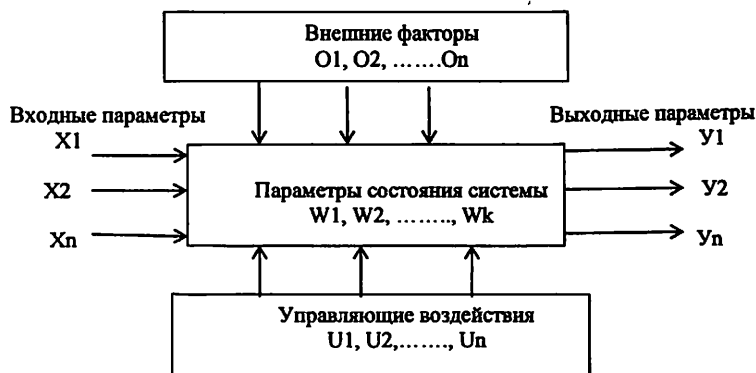 Внешние факторы
O1, O2, …….On
Входные параметры
X1
X2
Xn
Параметры состояния системы
W1, W2, …….., Wk
Выходные параметры
У1
У2
Уn
Управляющие воздействия
U1, U2,……., Un